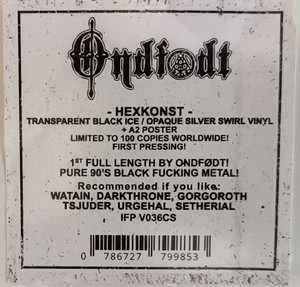 Ondfødt
- HEXKONST -
TRANSPARENT BLACK ICE / OPAQUE SILVER SWIRL VINYL
+ A2 POSTER
LIMITED TO 100 COPIES WORLDWIDE!
FIRST PRESSING!
1ST FULL LENGTH BY ONDFØDT!
PURE 90'S BLACK FUCKING METAL!
Recommended if you like:
WATAIN, DARKTHRONE, GORGOROTH
TSJUDER, URGEHAL, SETHERIAL
IFP V036CS
0 786727 799853